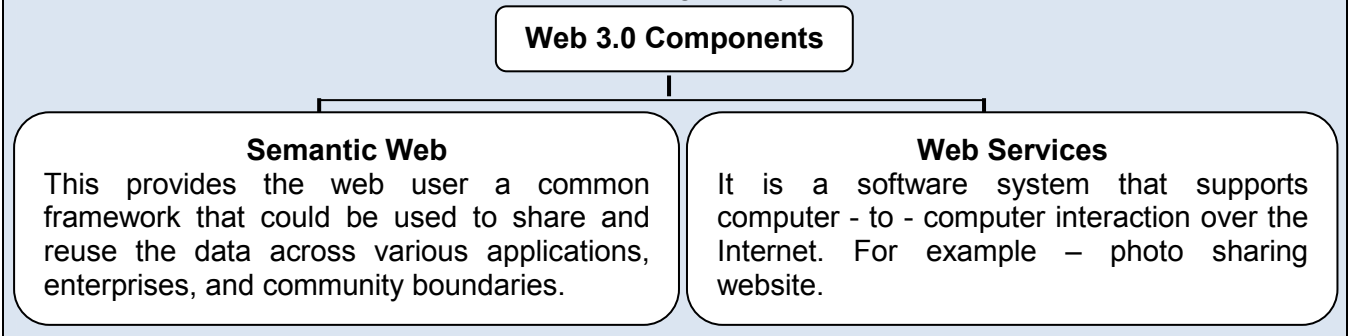 Web 3.0 Components
Semantic Web
This provides the web user a common
framework that could be used to share and
reuse the data across various applications,
enterprises, and community boundaries.
Web Services
It is a software system that supports
computer - to - computer interaction over the
Internet. For example – photo sharing
website.